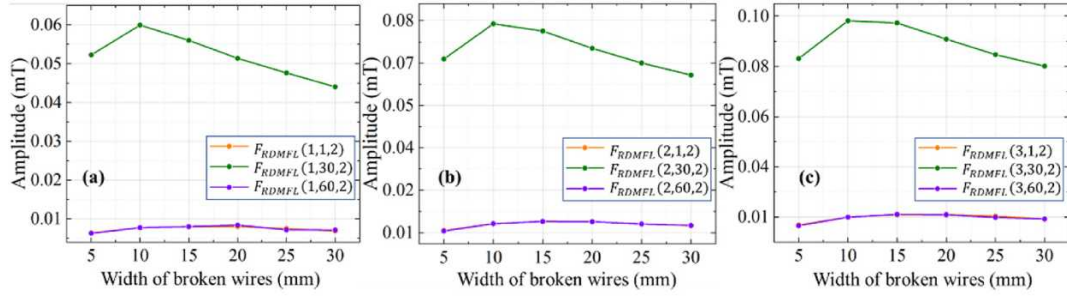 Amplitude (mT)
0.06
0.05
0.04
0.03
0.02
0.01
(a)
F_RDMFL(1,1,2)
F_RDMFL(1,30,2)
F_RDMFL(1,60,2)
5 10 15 20 25 30
Width of broken wires (mm)
Amplitude (mT)
0.08
0.07
0.05
0.04
0.02
0.01
(b)
F_RDMFL(2,1,2)
F_RDMFL(2,30,2)
F_RDMFL(2,60,2)
5 10 15 20 25 30
Width of broken wires (mm)
Amplitude (mT)
0.10
0.08
0.06
0.05
0.03
0.01
(c)
F_RDMFL(3,1,2)
F_RDMFL(3,30,2)
F_RDMFL(3,60,2)
5 10 15 20 25 30
Width of broken wires (mm)